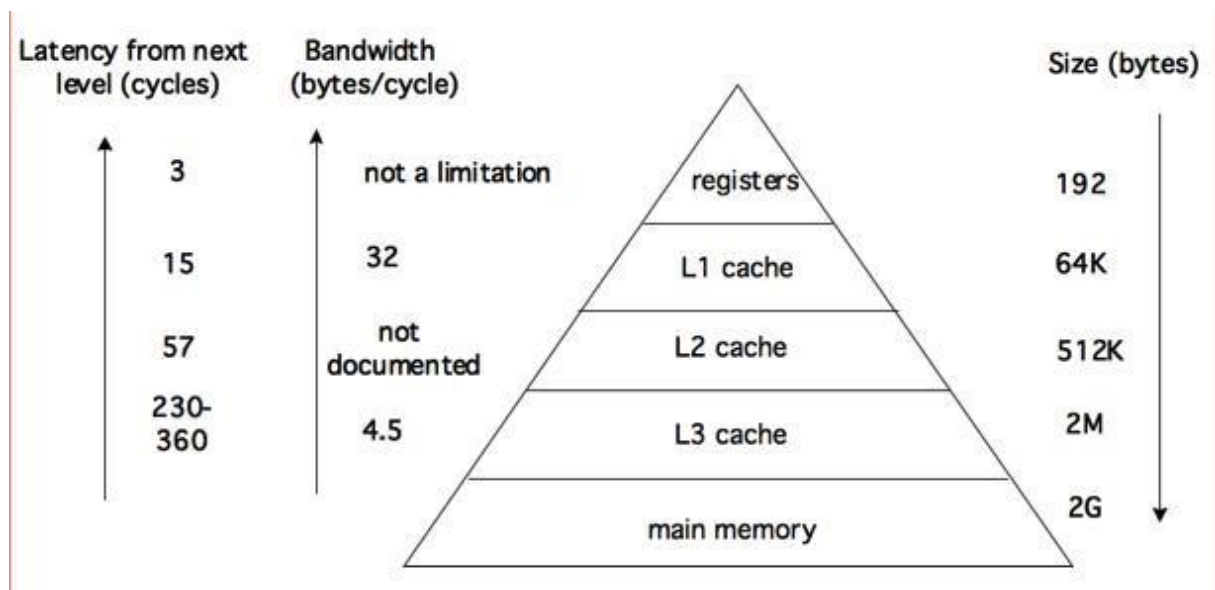 Latency from next
level (cycles)
Bandwidth
(bytes/cycle)
Size (bytes)
3
not a limitation
registers
192
15
32
L1 cache
64K
57
not
documented
L2 cache
512K
230-
360
4.5
L3 cache
2M
main memory
2G